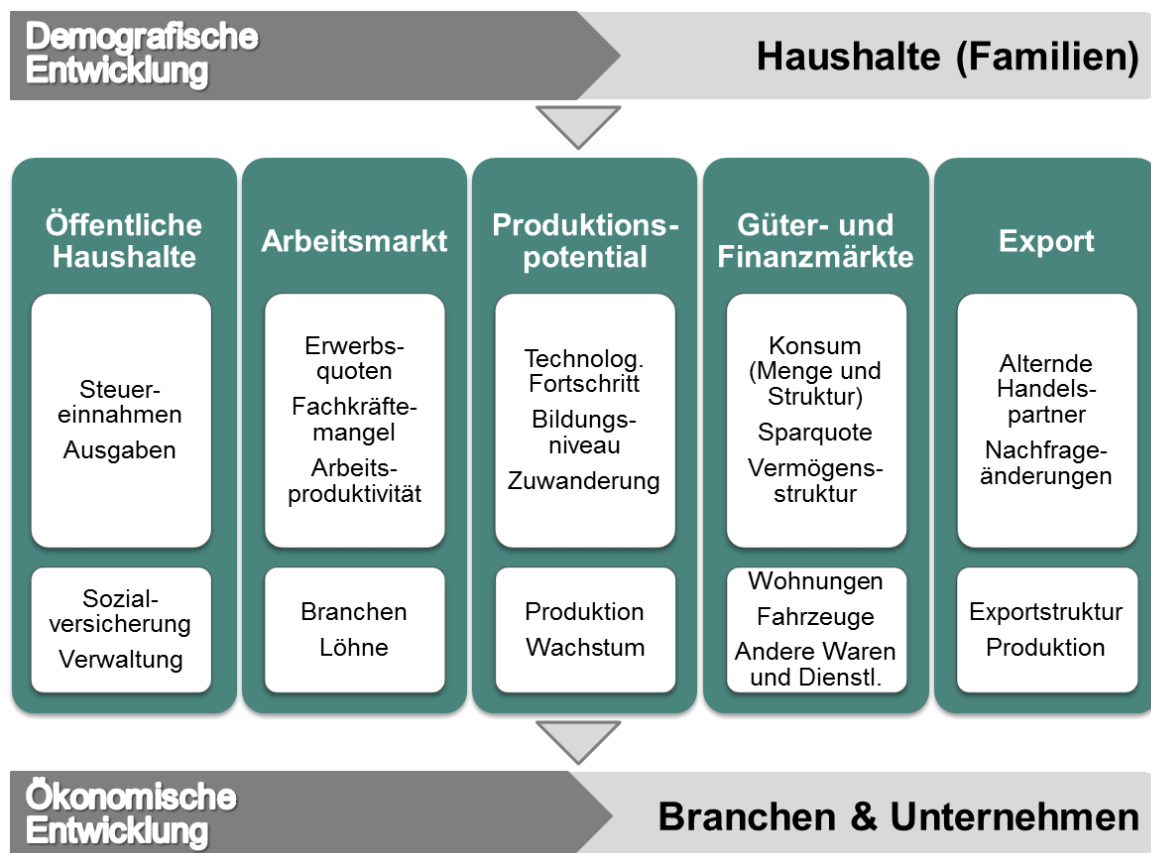 Demografische
Entwicklung
Haushalte (Familien)
Öffentliche
Haushalte
Steuer-
einnahmen
Ausgaben
Sozial-
versicherung
Verwaltung
Arbeitsmarkt
Erwerbs-
quoten
Fachkräfte-
mangel
Arbeits-
produktivität
Branchen
Löhne
Produktions-
potential
Technolog.
Fortschritt
Bildungs-
niveau
Zuwanderung
Produktion
Wachstum
Güter- und
Finanzmärkte
Konsum
(Menge und
Struktur)
Sparquote
Vermögens-
struktur
Wohnungen
Fahrzeuge
Andere Waren
und Dienstl.
Export
Alternde
Handels-
partner
Nachfrage-
änderungen
Exportstruktur
Produktion
Ökonomische
Entwicklung
Branchen & Unternehmen